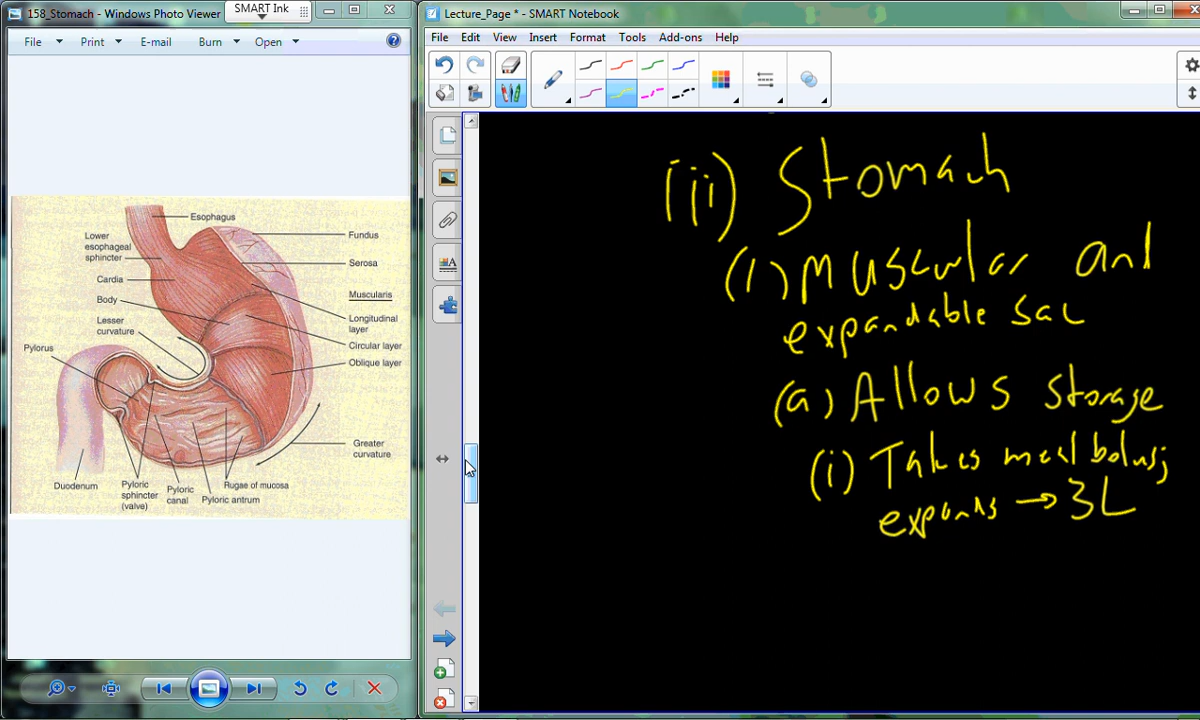 158_Stomach - Windows Photo Viewer
SMART Ink
File Print E-mail Burn Open
Esophagus
Lower
esophageal
sphincter
Fundus
Serosa
Cardia
Body
Muscularis
Lesser
curvature
Longitudinal
layer
Circular layer
Pylorus
Oblique layer
Greater
curvature
Duodenum
Pyloric
sphincter
(valve)
Pyloric
canal
Rugae of mucosa
Pyloric antrum
Lecture_Page * - SMART Notebook
File Edit View Insert Format Tools Add-ons Help
(ii) Stomach
(1) Muscular and
expandable sac
(a) Allows storage
(i) Takes meal bolus;
expands → 3L